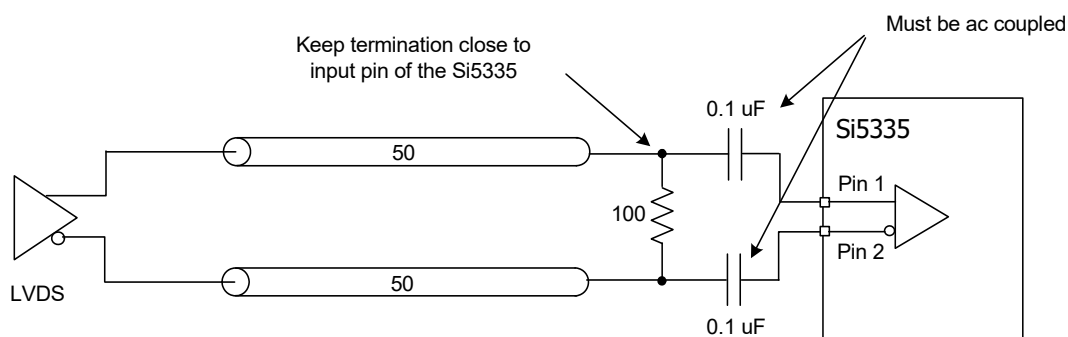 Must be ac coupled
Keep termination close to
input pin of the Si5335
0.1 uF
Si5335
50
Pin 1
100
Pin 2
LVDS
50
0.1 uF